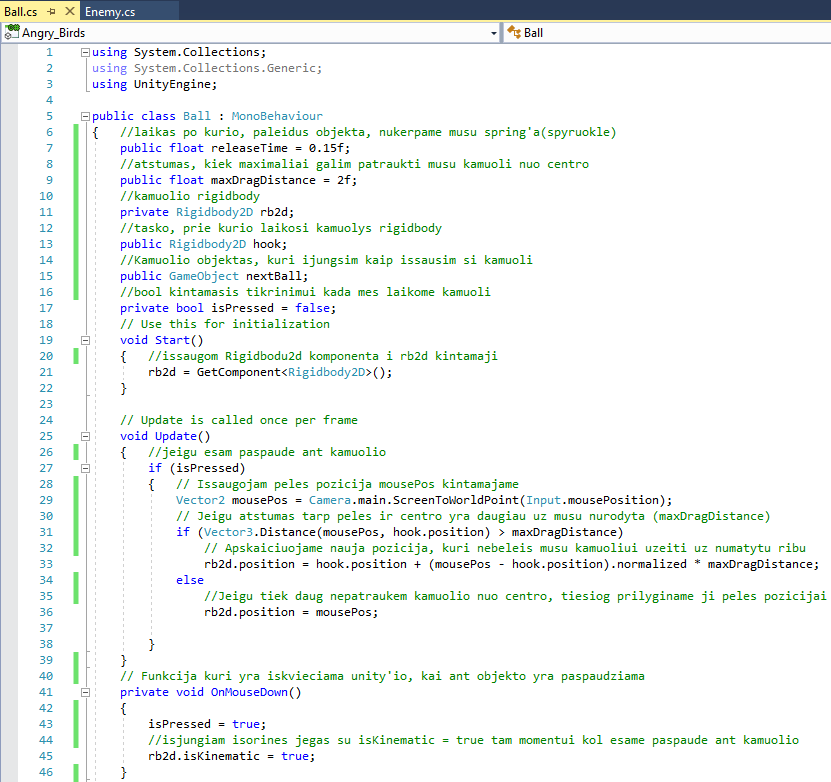 Ball.cs Enemy.cs
Angry_Birds Ball
1 using System.Collections;
2 using System.Collections.Generic;
3 using UnityEngine;
4
5 public class Ball : MonoBehaviour
6 { //laikas po kurio, paleidus objekta, nukerpame musu spring'a(spyruokle)
7 public float releaseTime = 0.15f;
8 //atstumas, kiek maximaliai galim patraukti musu kamuoli nuo centro
9 public float maxDragDistance = 2f;
10 //kamuolio rigidbody
11 private Rigidbody2D rb2d;
12 //tasko, prie kurio laikosi kamuolys rigidbody
13 public Rigidbody2D hook;
14 //Kamuolio objektas, kuri ijungsim kaip issausim si kamuoli
15 public GameObject nextBall;
16 //bool kintamasis tikrinimui kada mes laikome kamuoli
17 private bool isPressed = false;
18 // Use this for initialization
19 void Start()
20 { //issaugom Rigidbodu2d komponenta i rb2d kintamaji
21 rb2d = GetComponent<Rigidbody2D>();
22 }
23
24 // Update is called once per frame
25 void Update()
26 { //jeigu esam paspaude ant kamuolio
27 if (isPressed)
28 { // Issaugojam peles pozicija mousePos kintamajame
29 Vector2 mousePos = Camera.main.ScreenToWorldPoint(Input.mousePosition);
30 // Jeigu atstumas tarp peles ir centro yra daugiau uz musu nurodyta (maxDragDistance)
31 if (Vector3.Distance(mousePos, hook.position) > maxDragDistance)
32 // Apskaiciuojame nauja pozicija, kuri nebeleis musu kamuoliui uzeiti uz numatytu ribu
33 rb2d.position = hook.position + (mousePos - hook.position).normalized * maxDragDistance;
34 else
35 //Jeigu tiek daug nepatraukem kamuolio nuo centro, tiesiog prilyginame ji peles pozicijai
36 rb2d.position = mousePos;
37
38 }
39 }
40 // Funkcija kuri yra iskvieciama unity'io, kai ant objekto yra paspaudziama
41 private void OnMouseDown()
42 {
43 isPressed = true;
44 //isjungiam isorines jegas su isKinematic = true tam momentui kol esame paspaude ant kamuolio
45 rb2d.isKinematic = true;
46 }